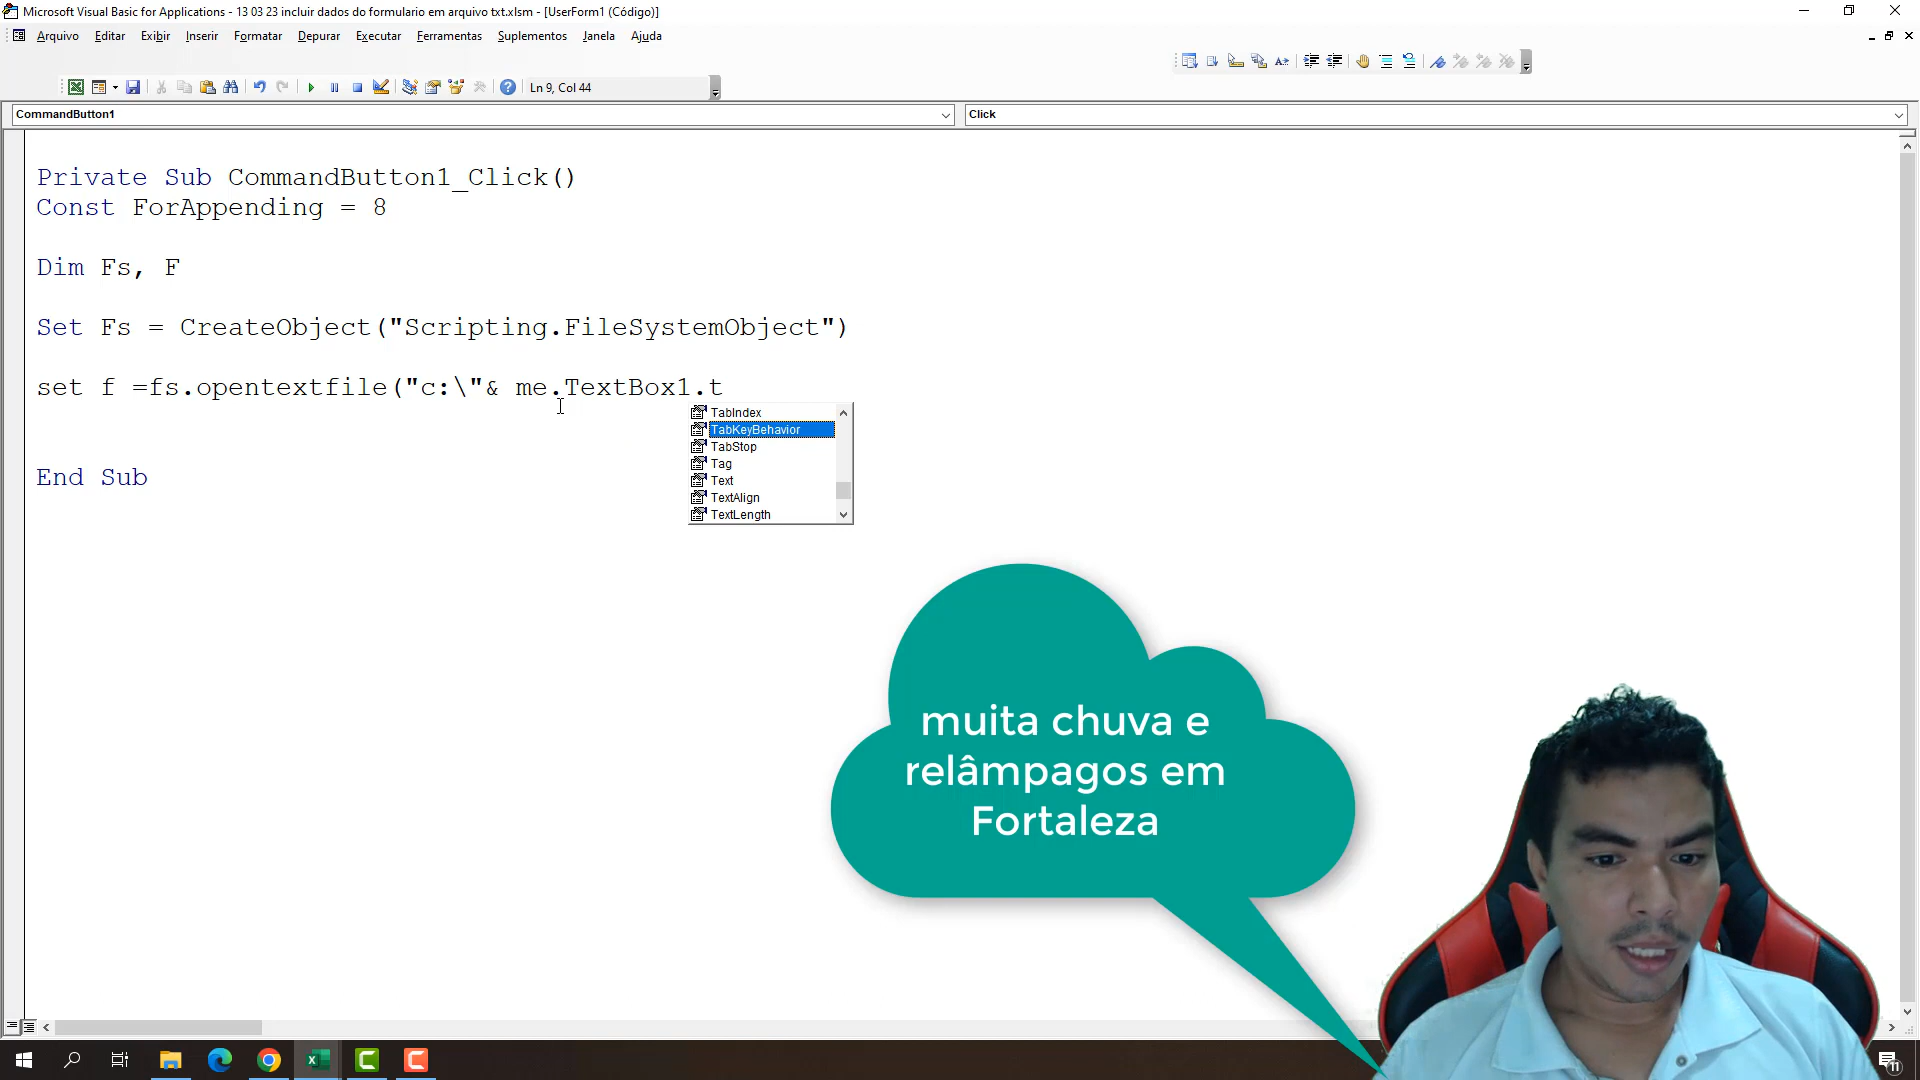 Microsoft Visual Basic for Applications - 13 03 23 incluir dados do formulario em arquivo txt.xlsm - [UserForm1 (Código)]
Arquivo Editar Exibir Inserir Formatar Depurar Executar Ferramentas Suplementos Janela Ajuda
Ln 9, Col 44
CommandButton1 Click
Private Sub CommandButton1_Click()
Const ForAppending = 8
Dim Fs, F
Set Fs = CreateObject("Scripting.FileSystemObject")
set f =fs.opentextfile("c:\"& me.TextBox1.t
TabIndex
TabKeyBehavior
TabStop
Tag
Text
TextAlign
TextLength
End Sub
muita chuva e
relâmpagos em
Fortaleza
11